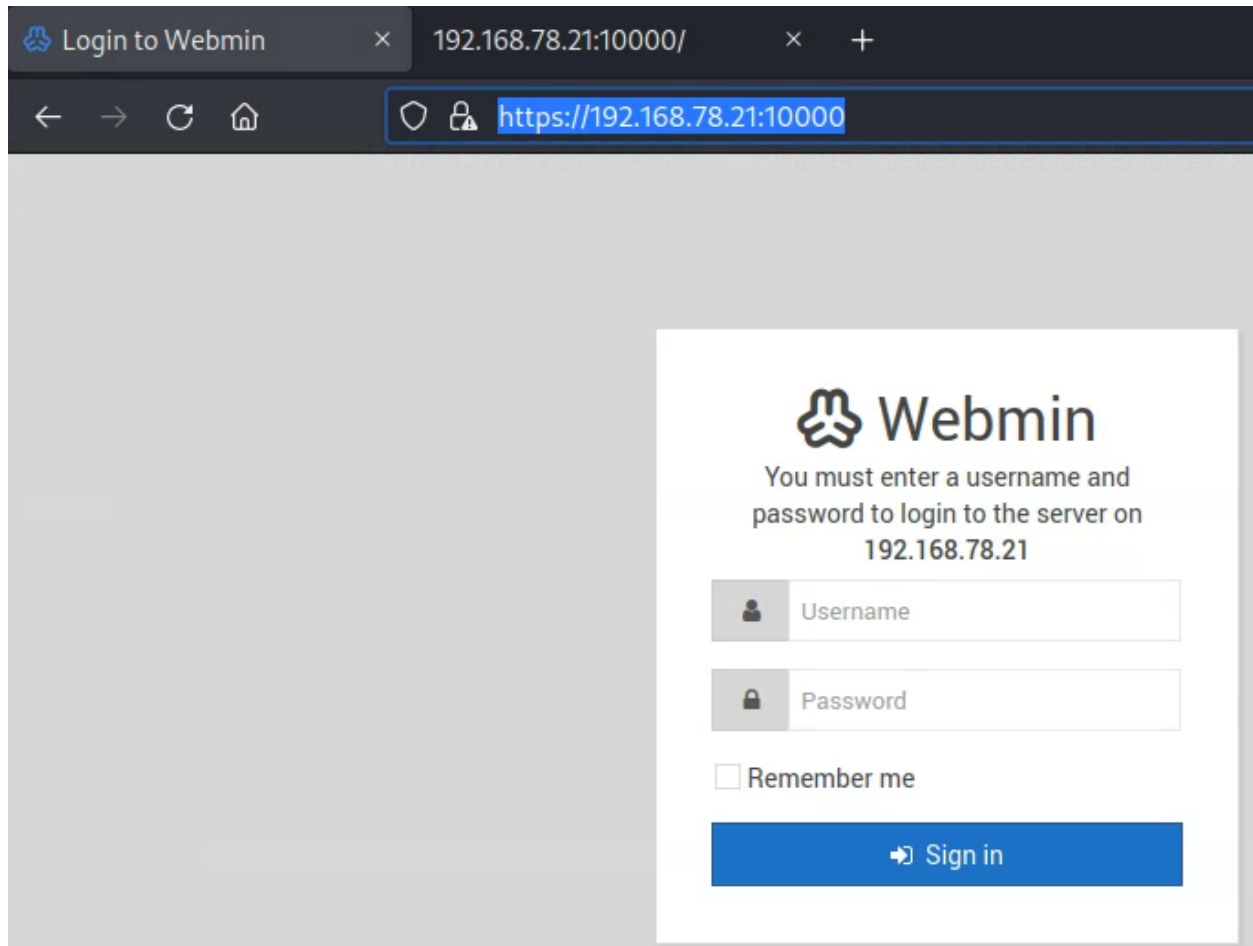 Login to Webmin
192.168.78.21:10000/
https://192.168.78.21:10000
Webmin
You must enter a username and
password to login to the server on
192.168.78.21
Username
Password
Remember me
Sign in